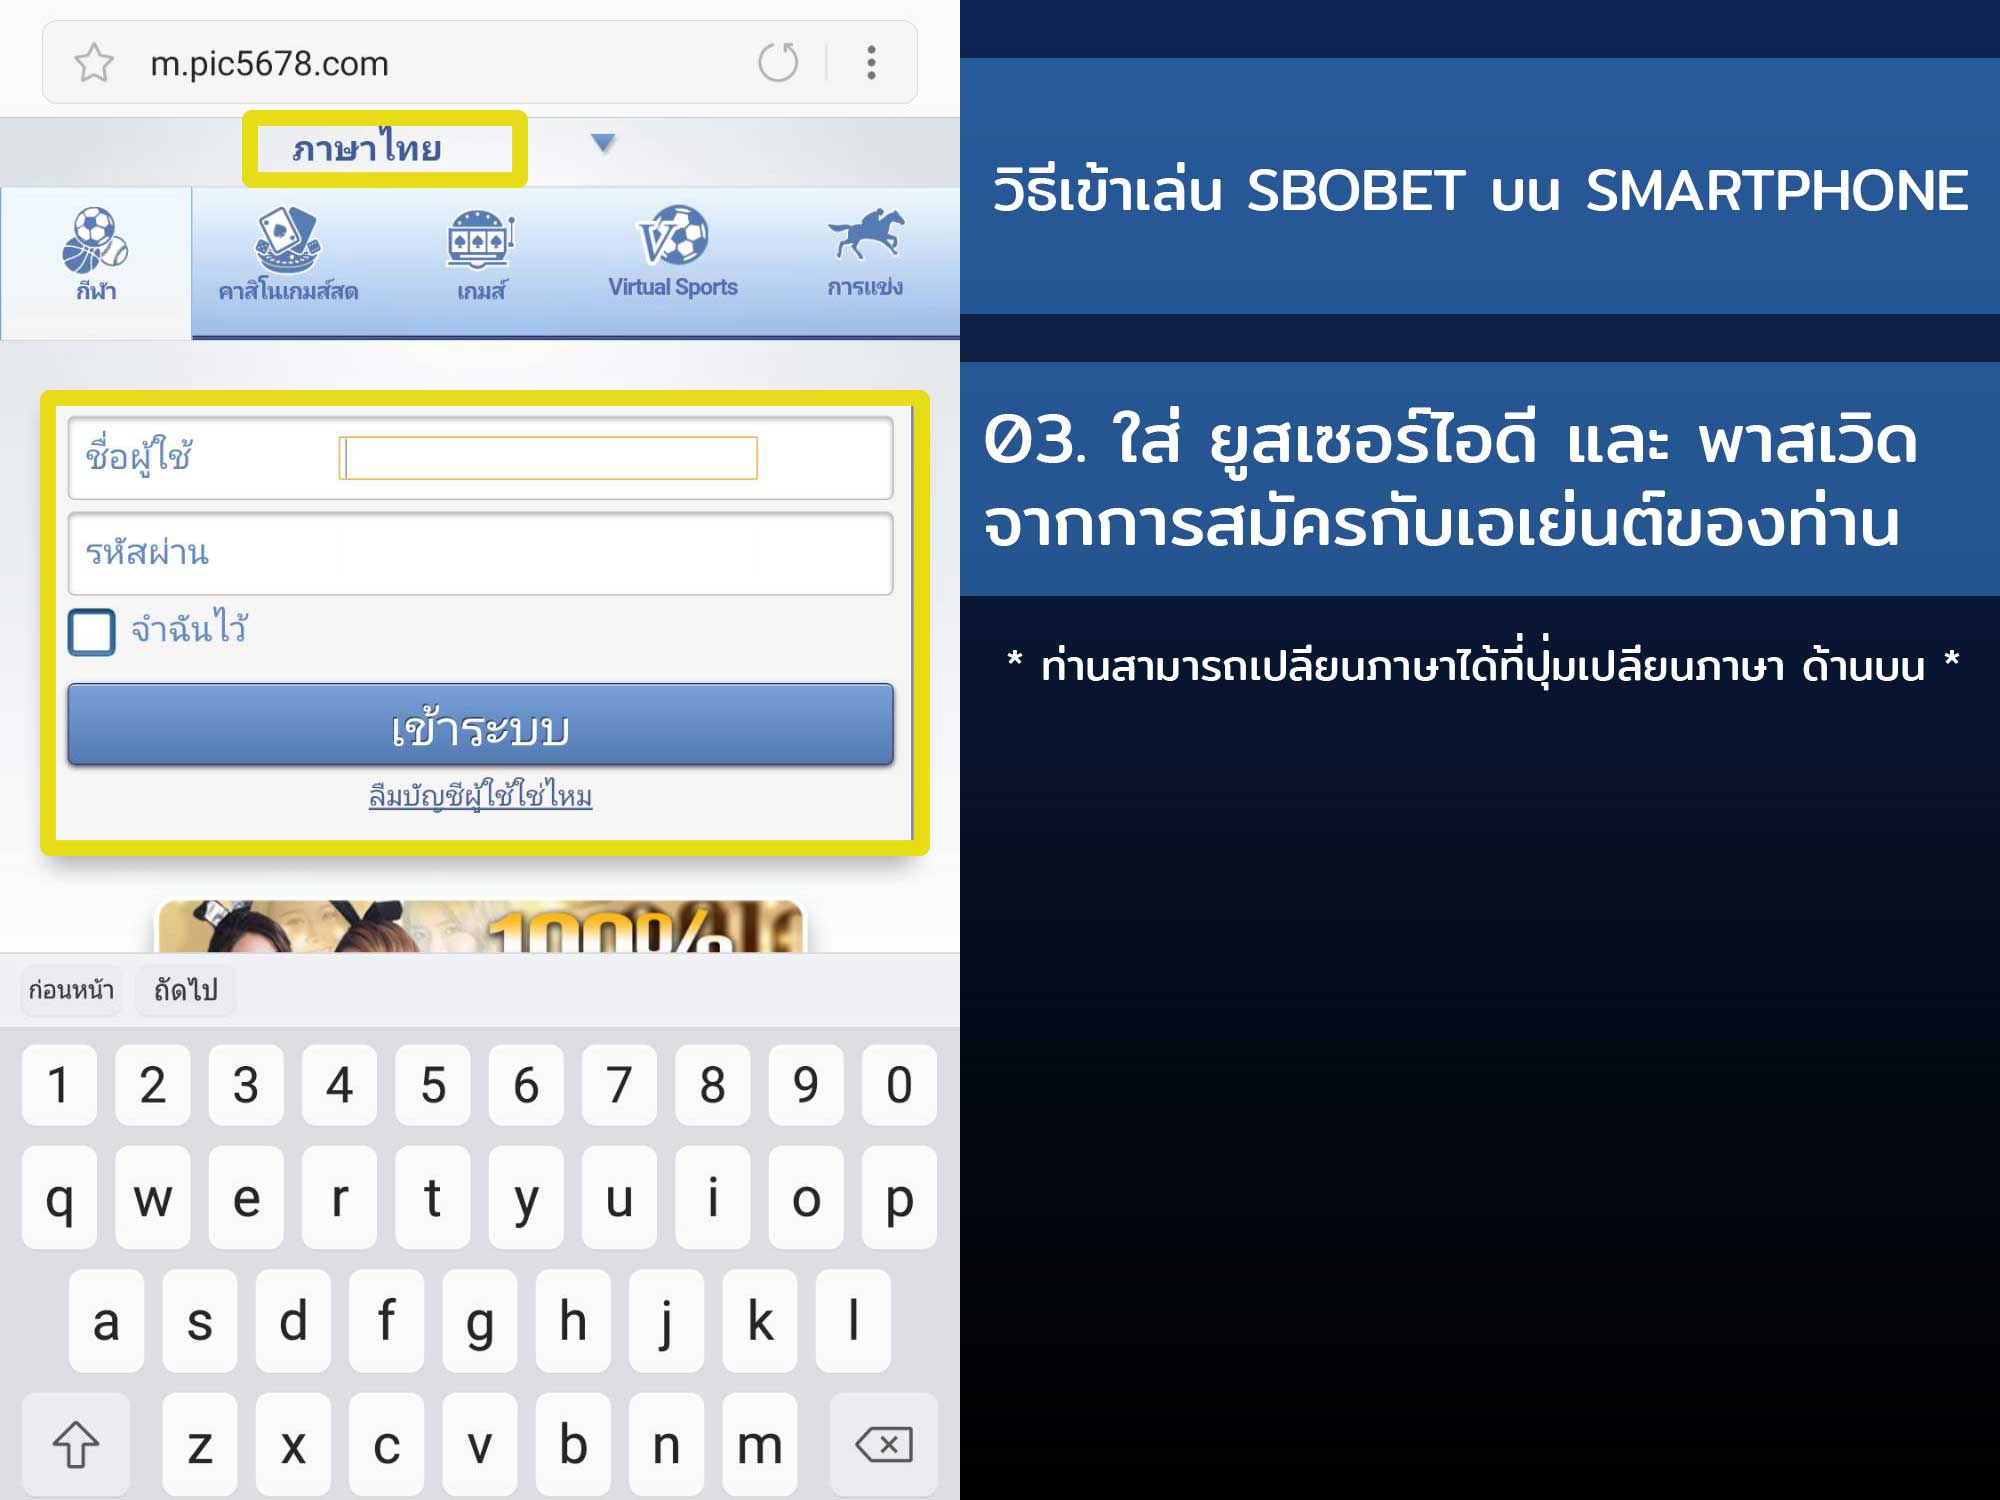 m.pic5678.com
ภาษาไทย
กีฬา
คาสิโนเกมส์สด
เกมส์
Virtual Sports
การแข่ง
ชื่อผู้ใช้
รหัสผ่าน
จำฉันไว้
เข้าระบบ
ลืมบัญชีผู้ใช้ใช่ไหม
100%
ก่อนหน้า ถัดไป
1 2 3 4 5 6 7 8 9 0
q w e r t y u i o p
a s d f g h j k l
z x c v b n m
วิธีเข้าเล่น SBOBET บน SMARTPHONE
03. ใส่ ยูสเซอร์ไอดี และ พาสเวิด
จากการสมัครกับเอเย่นต์ของท่าน
* ท่านสามารถเปลียนภาษาได้ที่ปุ่มเปลียนภาษา ด้านบน *